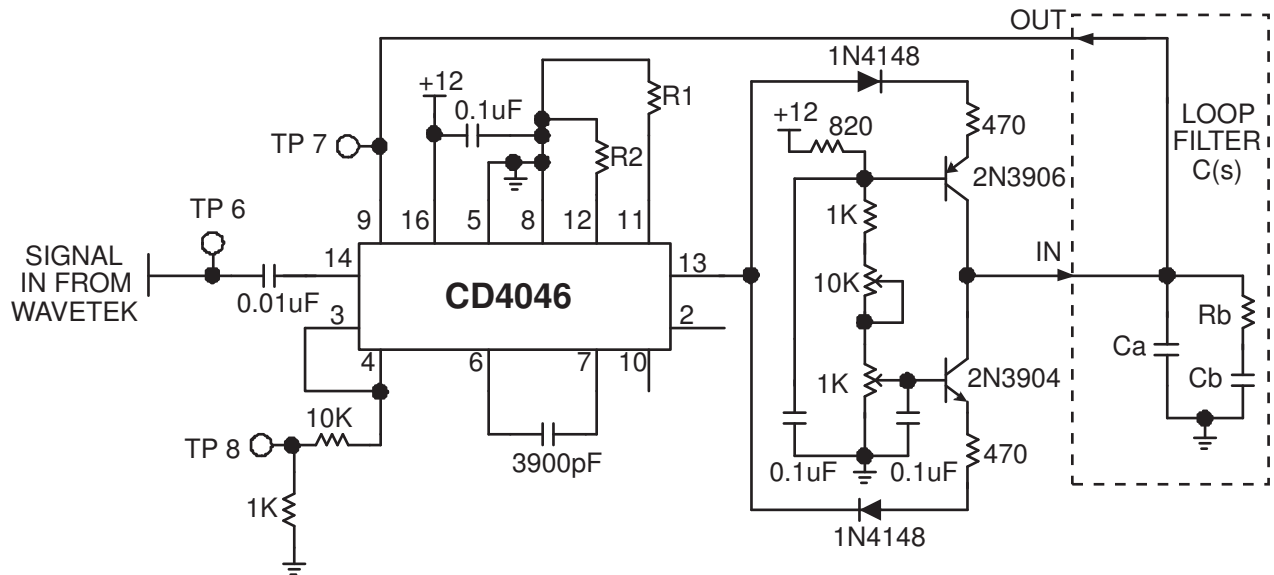 OUT
1N4148
+12
0.1uF
R1
+12
820
470
LOOP
FILTER
C(s)
TP 7
R2
2N3906
TP 6
9
16
5
8
12
11
1K
SIGNAL
IN FROM
WAVETEK
14
13
IN
0.01uF
CD4046
10K
3
2
Rb
4
6
7
10
Ca
1K
2N3904
Cb
10K
TP 8
3900pF
0.1uF
0.1uF
470
1K
1N4148